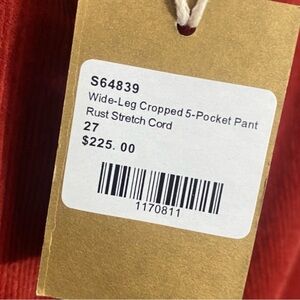 S64839
Wide-Leg Cropped 5-Pocket Pant
Rust Stretch Cord
27
$225.00
1170811